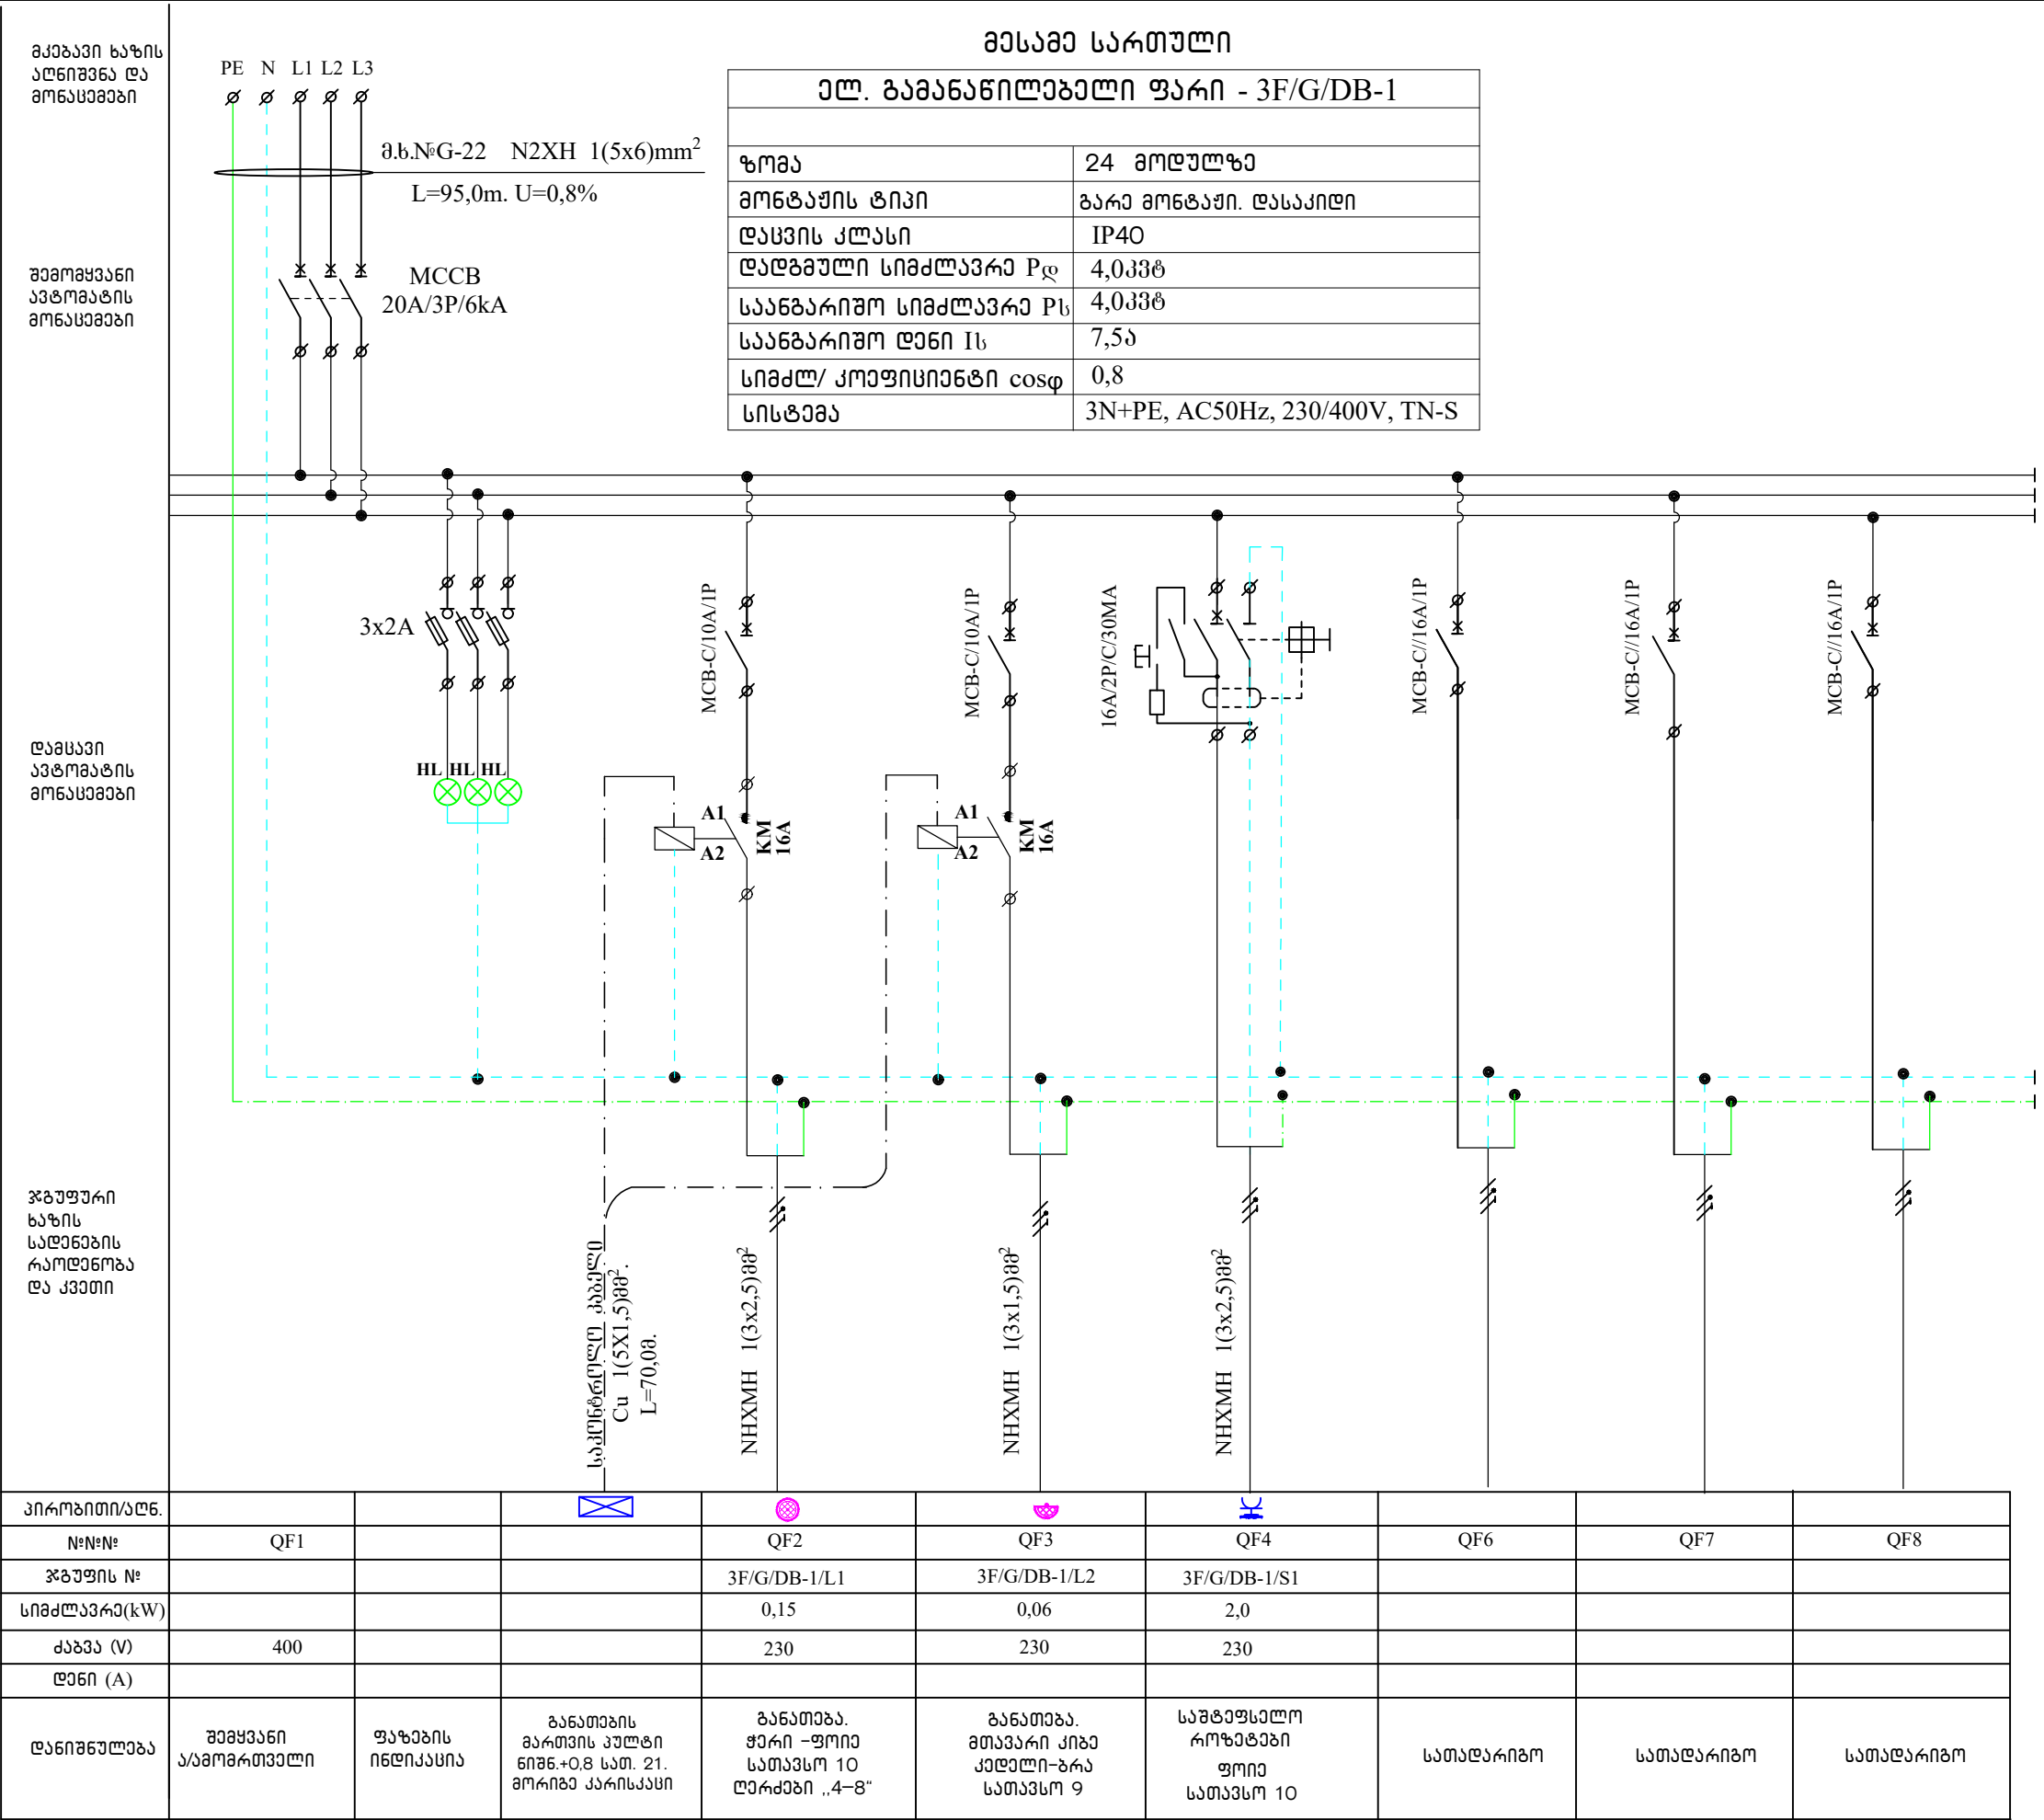 მესამე სართული
მკვებავი ხაზის
აღნიშვნა და
მონაცემები
PE N L1 L2 L3
მ.ხ.№G-22 N2XH 1(5x6)mm²
L=95,0m. U=0,8%
ელ. გამანაწილებელი ფარი - 3F/G/DB-1
ზომა 24 მოდულზე
მონტაჟის ტიპი გარე მონტაჟი. დასაკიდი
დაცვის კლასი IP40
დადგმული სიმძლავრე Pდ 4,0კვტ
საანგარიშო სიმძლავრე Pს 4,0კვტ
საანგარიშო დენი Iს 7,5ა
სიმძლ/ კოეფიციენტი cosφ 0,8
სისტემა 3N+PE, AC50Hz, 230/400V, TN-S
შემომყვანი
ავტომატის
მონაცემები
MCCB
20A/3P/6kA
დამცავი
ავტომატის
მონაცემები
3x2A
HL HL HL
MCB-C/10A/1P
MCB-C/10A/1P
16A/2P/C/30MA
MCB-C//16A/1P
MCB-C//16A/1P
MCB-C//16A/1P
A1
A2
KM
16A
A1
A2
KM
16A
ჯგუფური
ხაზის
სადენების
რაოდენობა
და კვეთი
საკონტროლო კაბელი
Cu 1(5X1,5)მმ².
L=70,0მ.
NHXMH 1(3x2,5)მმ²
NHXMH 1(3x1,5)მმ²
NHXMH 1(3x2,5)მმ²
პირობითი/აღნ.
№№№ QF1 QF2 QF3 QF4 QF6 QF7 QF8
ჯგუფის № 3F/G/DB-1/L1 3F/G/DB-1/L2 3F/G/DB-1/S1
სიმძლავრე(kW) 0,15 0,06 2,0
ძაბვა (V) 400 230 230 230
დენი (A)
დანიშნულება
შემყვანი
ა/ამომრთველი
ფაზების
ინდიკაცია
განათების
მართვის პულტი
ნიშნ.+0,8 სათ. 21.
მორიგე კარისკაცი
განათება.
ჭერი -ფოიე
სათავსო 10
ღერძები „4-8“
განათება.
მთავარი კიბე
კედელი-ბრა
სათავსო 9
საშტეფსელო
როზეტები
ფოიე
სათავსო 10
სათადარიგო
სათადარიგო
სათადარიგო